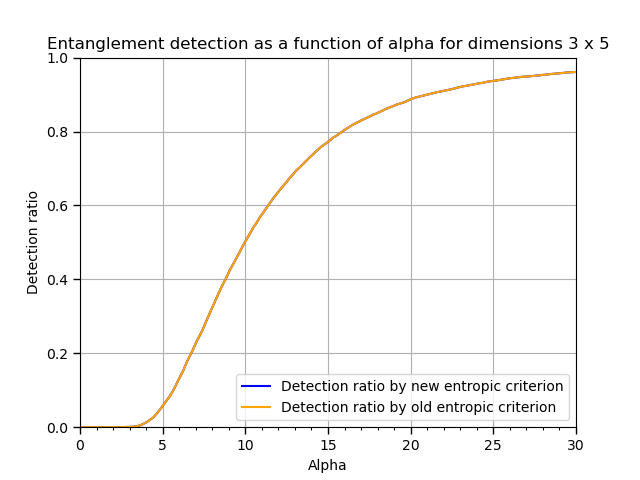 Entanglement detection as a function of alpha for dimensions 3 x 5
1.0
0.8
0.6
0.4
0.2
0.0
Detection ratio
Detection ratio by new entropic criterion
Detection ratio by old entropic criterion
0 5 10 15 20 25 30
Alpha